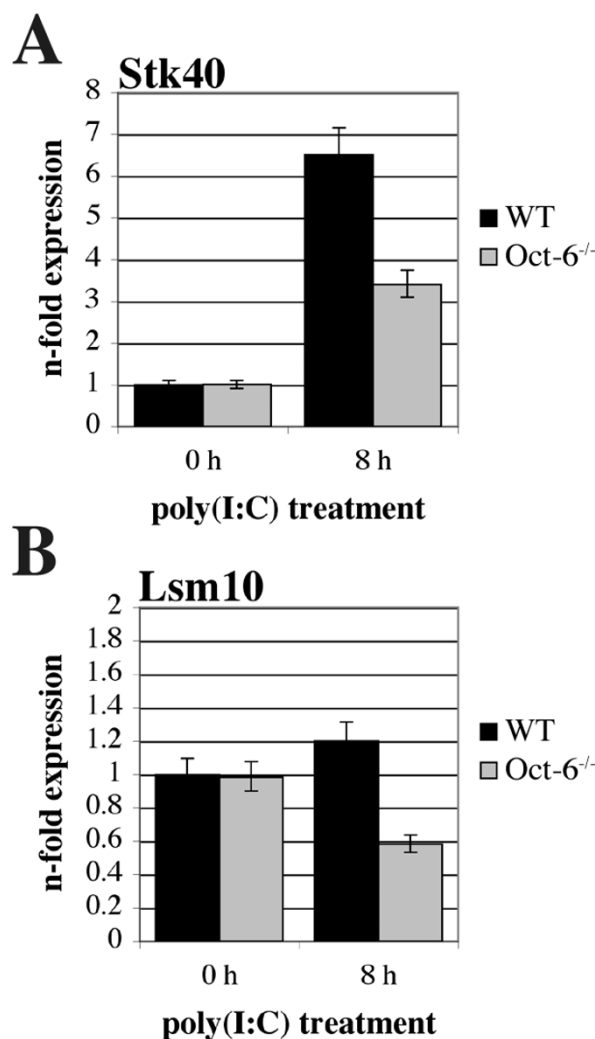 A
Stk40
8
7
6
5
4
3
2
1
0
n-fold expression
WT
Oct-6-/-
0 h
8 h
poly(I:C) treatment
B
Lsm10
2
1.8
1.6
1.4
1.2
1
0.8
0.6
0.4
0.2
0
n-fold expression
WT
Oct-6-/-
0 h
8 h
poly(I:C) treatment